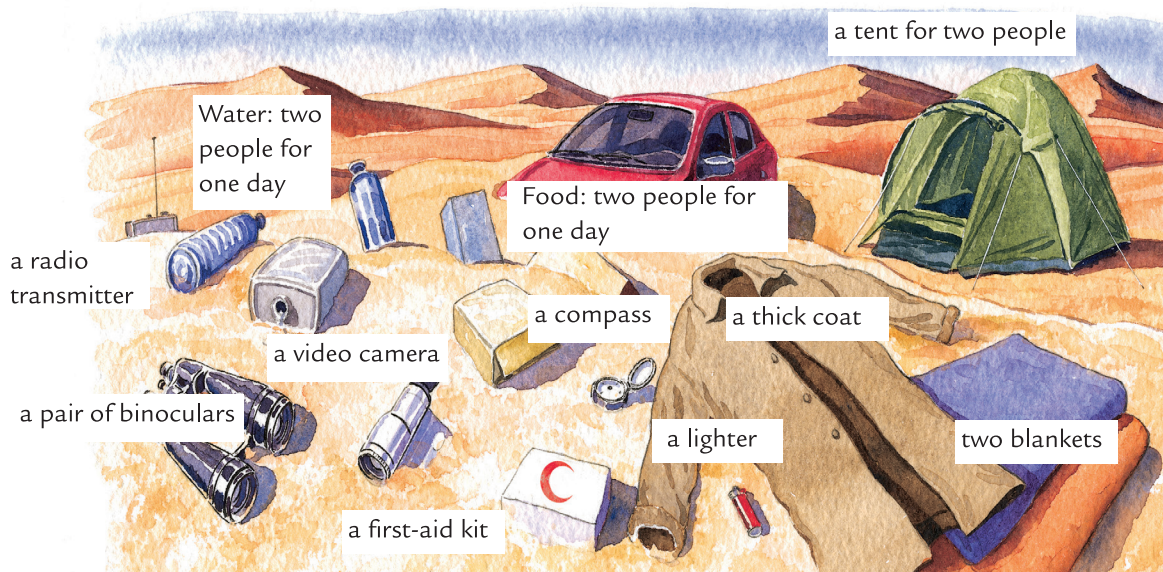 a tent for two people
Water: two
people for
one day
Food: two people for
one day
a radio
transmitter
a compass
a thick coat
a video camera
a pair of binoculars
a lighter
two blankets
a first-aid kit